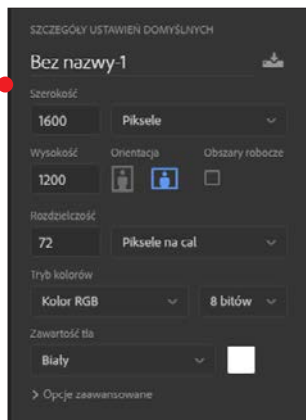 SZCZEGÓŁY USTAWIEŃ DOMYŚLNYCH
Bez nazwy-1
Szerokość
1600 Piksele
Wysokość Orientacja Obszary robocze
1200
Rozdzielczość
72 Piksele na cal
Tryb kolorów
Kolor RGB 8 bitów
Zawartość tła
Biały
> Opcje zaawansowane